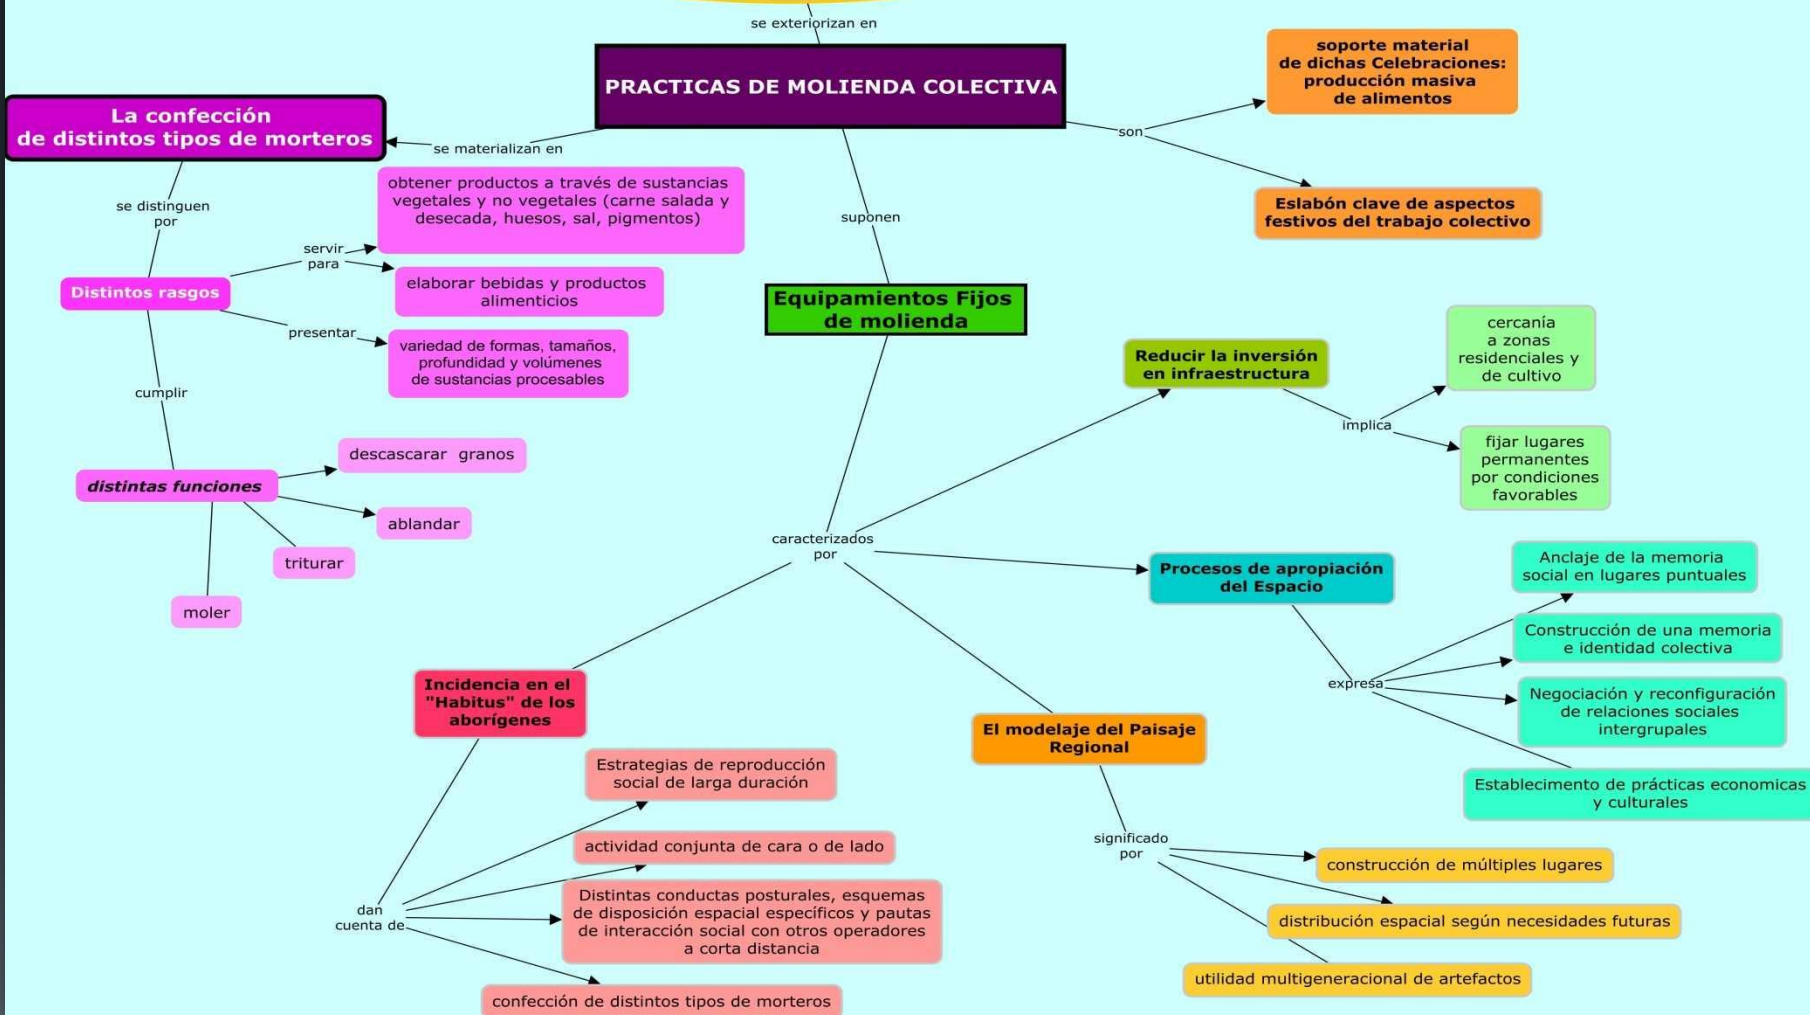 se exteriorizan en
PRACTICAS DE MOLIENDA COLECTIVA
soporte material
de dichas Celebraciones:
producción masiva
de alimentos
son
Eslabón clave de aspectos
festivos del trabajo colectivo
La confección
de distintos tipos de morteros
se materializan en
se distinguen
por
obtener productos a través de sustancias
vegetales y no vegetales (carne salada y
desecada, huesos, sal, pigmentos)
servir
para
Distintos rasgos
elaborar bebidas y productos
alimenticios
presentar
variedad de formas, tamaños,
profundidad y volúmenes
de sustancias procesables
cumplir
distintas funciones
descascarar granos
ablandar
triturar
moler
suponen
Equipamientos Fijos
de molienda
caracterizados
por
Reducir la inversión
en infraestructura
implica
cercanía
a zonas
residenciales y
de cultivo
fijar lugares
permanentes
por condiciones
favorables
Procesos de apropiación
del Espacio
expresa
Anclaje de la memoria
social en lugares puntuales
Construcción de una memoria
e identidad colectiva
Negociación y reconfiguración
de relaciones sociales
intergrupales
Establecimento de prácticas economicas
y culturales
Incidencia en el
"Habitus" de los
aborígenes
dan
cuenta de
Estrategias de reproducción
social de larga duración
actividad conjunta de cara o de lado
Distintas conductas posturales, esquemas
de disposición espacial específicos y pautas
de interacción social con otros operadores
a corta distancia
confección de distintos tipos de morteros
El modelaje del Paisaje
Regional
significado
por
construcción de múltiples lugares
distribución espacial según necesidades futuras
utilidad multigeneracional de artefactos